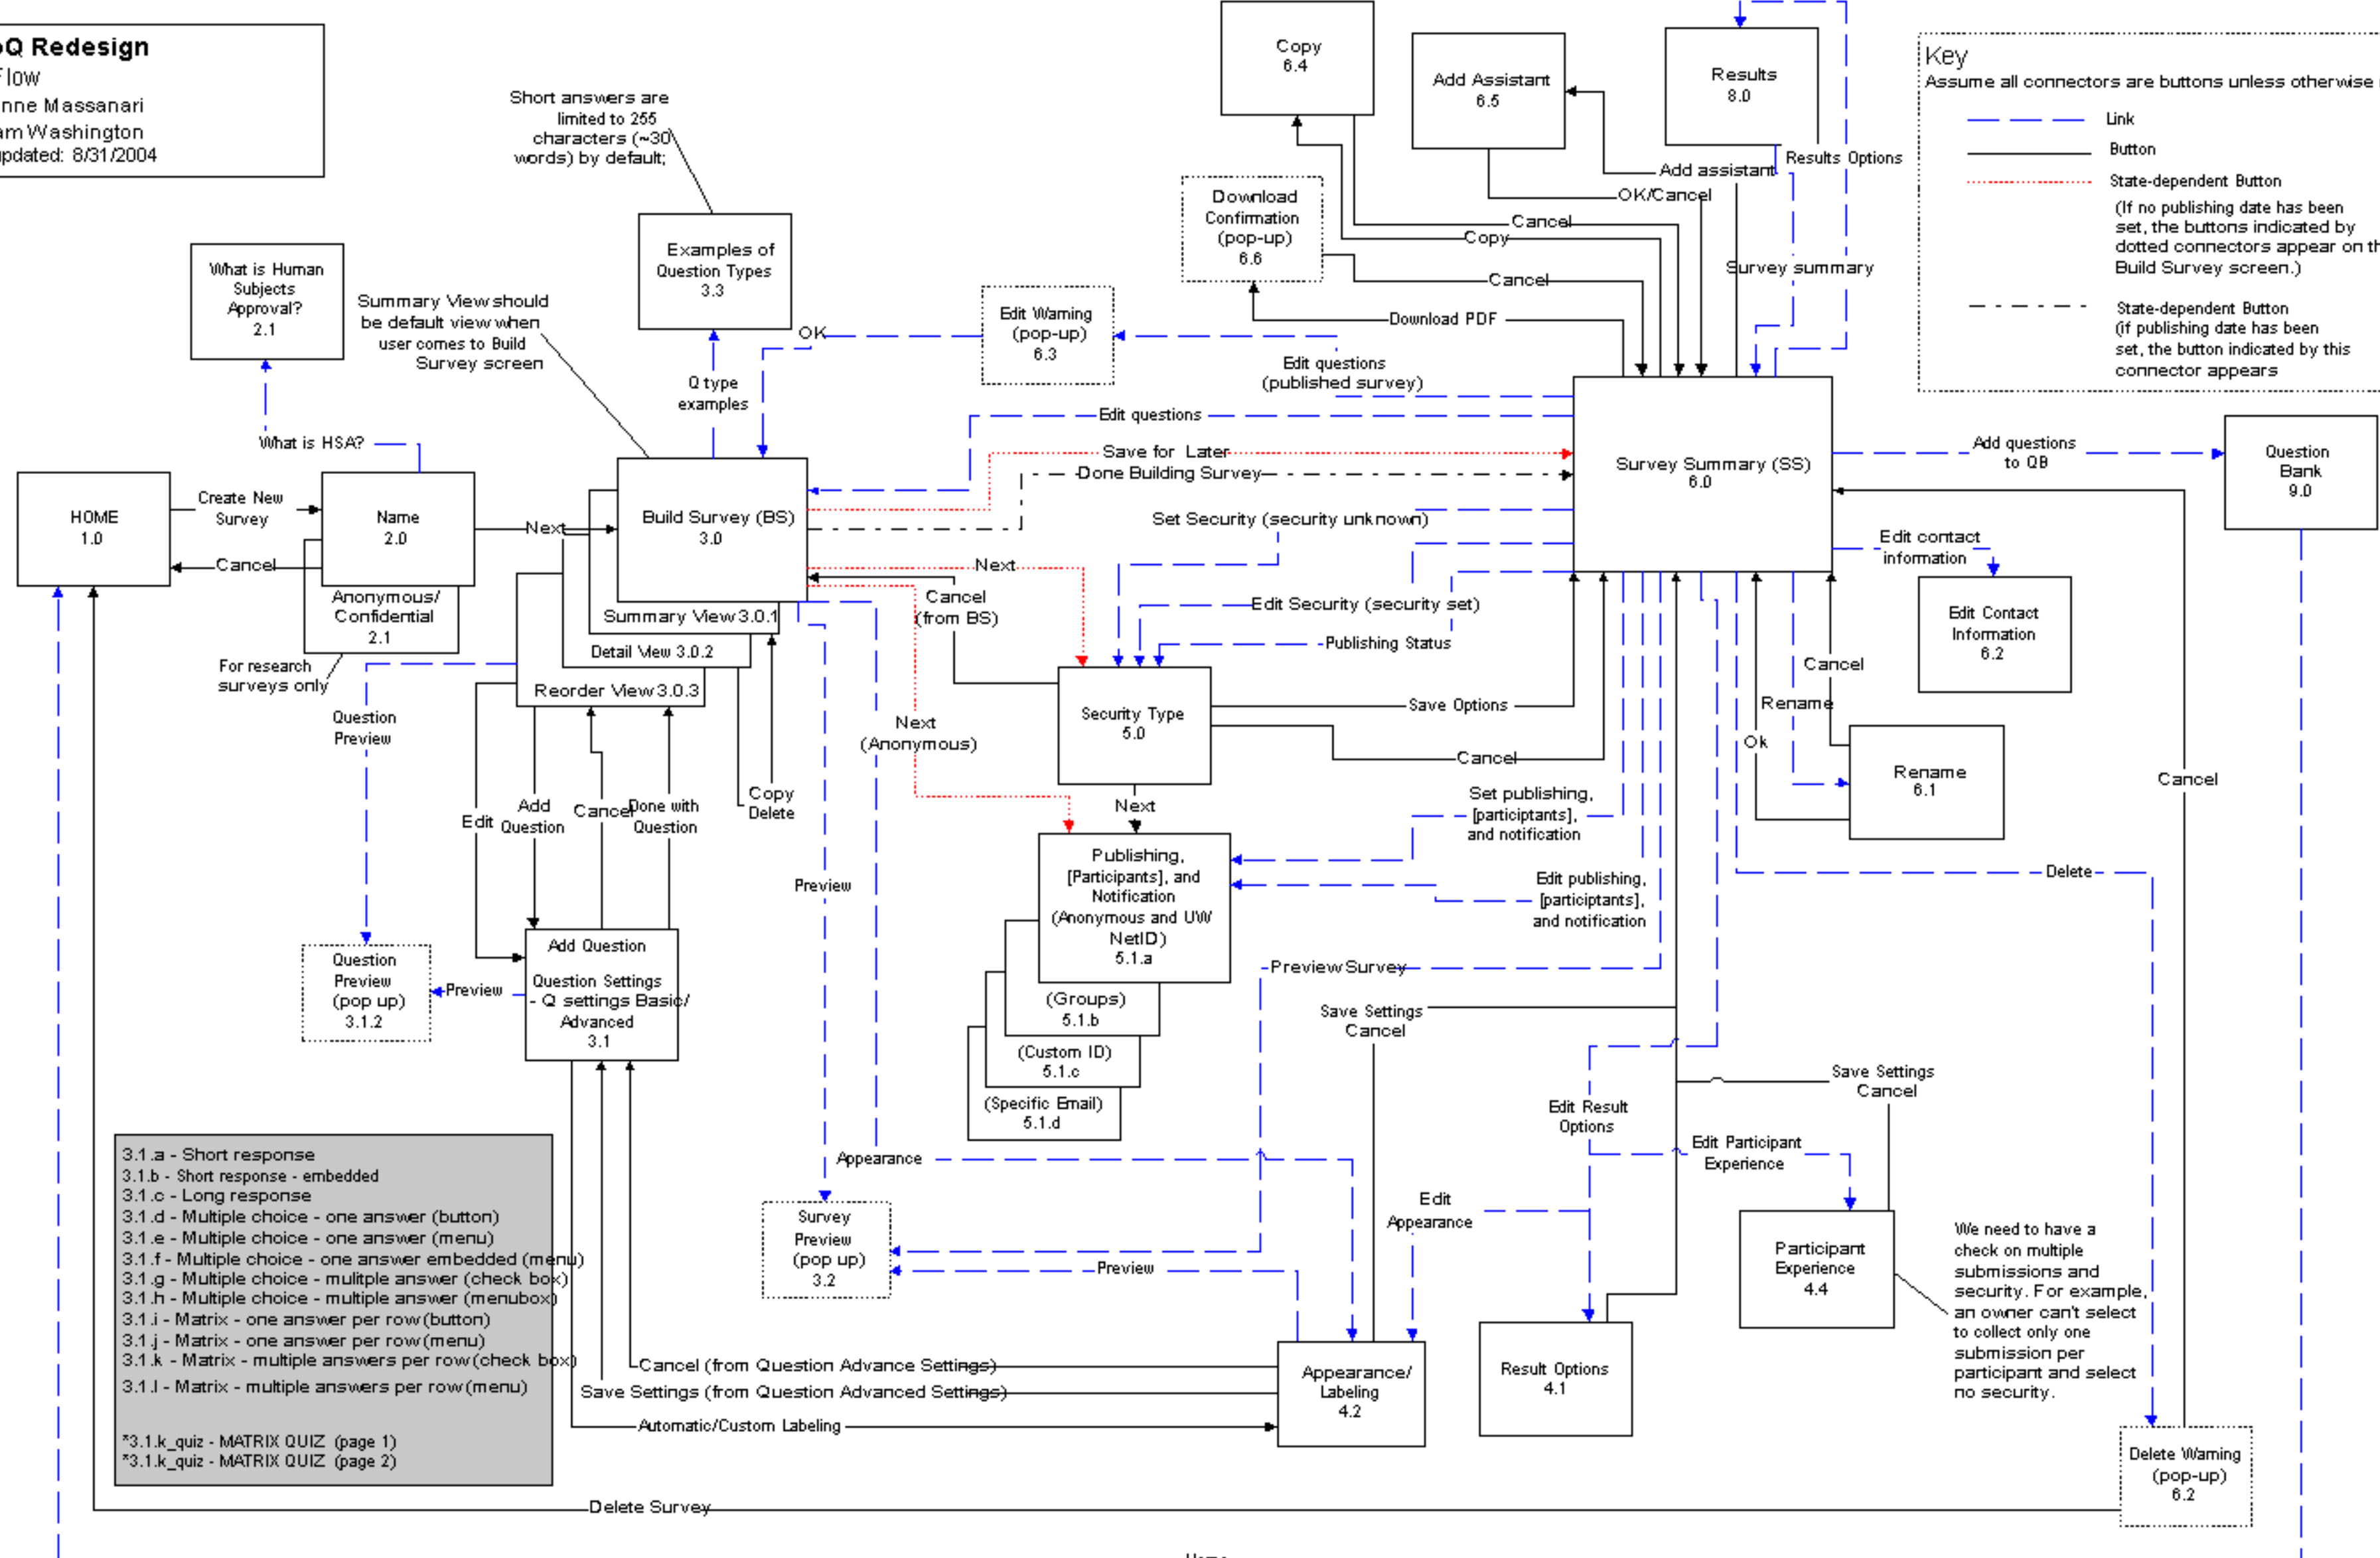 Q Redesign
Flow
nne Massanari
am Washington
updated: 8/31/2004
Short answers are
limited to 255
characters (~30
words) by default;
Copy
6.4
Add Assistant
6.5
Results
8.0
Key
Assume all connectors are buttons unless otherwise
Link
Button
State-dependent Button
(If no publishing date has been
set, the buttons indicated by
dotted connectors appear on th
Build Survey screen.)
State-dependent Button
(if publishing date has been
set, the button indicated by this
connector appears
Results Options
Add assistant
OK/Cancel
Cancel
Copy
Download
Confirmation
(pop-up)
6.6
Cancel
Survey summary
Download PDF
What is Human
Subjects
Approval?
2.1
Summary View should
be default view when
user comes to Build
Survey screen
Examples of
Question Types
3.3
OK
Edit Warning
(pop-up)
6.3
Edit questions
(published survey)
Q type
examples
Edit questions
What is HSA?
Save for Later
Done Building Survey
Survey Summary (SS)
6.0
Add questions
to QB
Question
Bank
9.0
HOME
1.0
Create New
Survey
Name
2.0
Next
Build Survey (BS)
3.0
Set Security (security unknown)
Edit contact
information
Cancel
Next
Cancel
(from BS)
Anonymous/
Confidential
2.1
Summary View 3.0.1
Edit Security (security set)
Edit Contact
Information
6.2
Detail View 3.0.2
Publishing Status
For research
surveys only
Reorder View 3.0.3
Cancel
Question
Preview
Next
(Anonymous)
Security Type
5.0
Save Options
Rename
Ok
Cancel
Rename
6.1
Cancel
Edit
Add
Question
Cancel
Done with
Question
Copy
Delete
Next
Set publishing,
[participtants],
and notification
Preview
Publishing,
[Participants], and
Notification
(Anonymous and UW
NetID)
5.1.a
Edit publishing,
[participtants],
and notification
Delete
Add Question
Question Settings
- Q settings Basic/
Advanced
3.1
Question
Preview
(pop up)
3.1.2
Preview
Preview Survey
(Groups)
5.1.b
Save Settings
Cancel
(Custom ID)
5.1.c
Save Settings
Cancel
(Specific Email)
5.1.d
Edit Result
Options
Edit Participant
Experience
3.1.a - Short response
3.1.b - Short response - embedded
3.1.c - Long response
3.1.d - Multiple choice - one answer (button)
3.1.e - Multiple choice - one answer (menu)
3.1.f - Multiple choice - one answer embedded (menu)
3.1.g - Multiple choice - mulitple answer (check box)
3.1.h - Multiple choice - multiple answer (menubox)
3.1.i - Matrix - one answer per row (button)
3.1.j - Matrix - one answer per row (menu)
3.1.k - Matrix - multiple answers per row (check box)
3.1.l - Matrix - multiple answers per row (menu)
*3.1.k_quiz - MATRIX QUIZ (page 1)
*3.1.k_quiz - MATRIX QUIZ (page 2)
Appearance
Edit
Appearance
Survey
Preview
(pop up)
3.2
Preview
Participant
Experience
4.4
We need to have a
check on multiple
submissions and
security. For example,
an owner can't select
to collect only one
submission per
participant and select
no security.
Cancel (from Question Advance Settings)
Save Settings (from Question Advanced Settings)
Automatic/Custom Labeling
Appearance/
Labeling
4.2
Result Options
4.1
Delete Warning
(pop-up)
6.2
Delete Survey